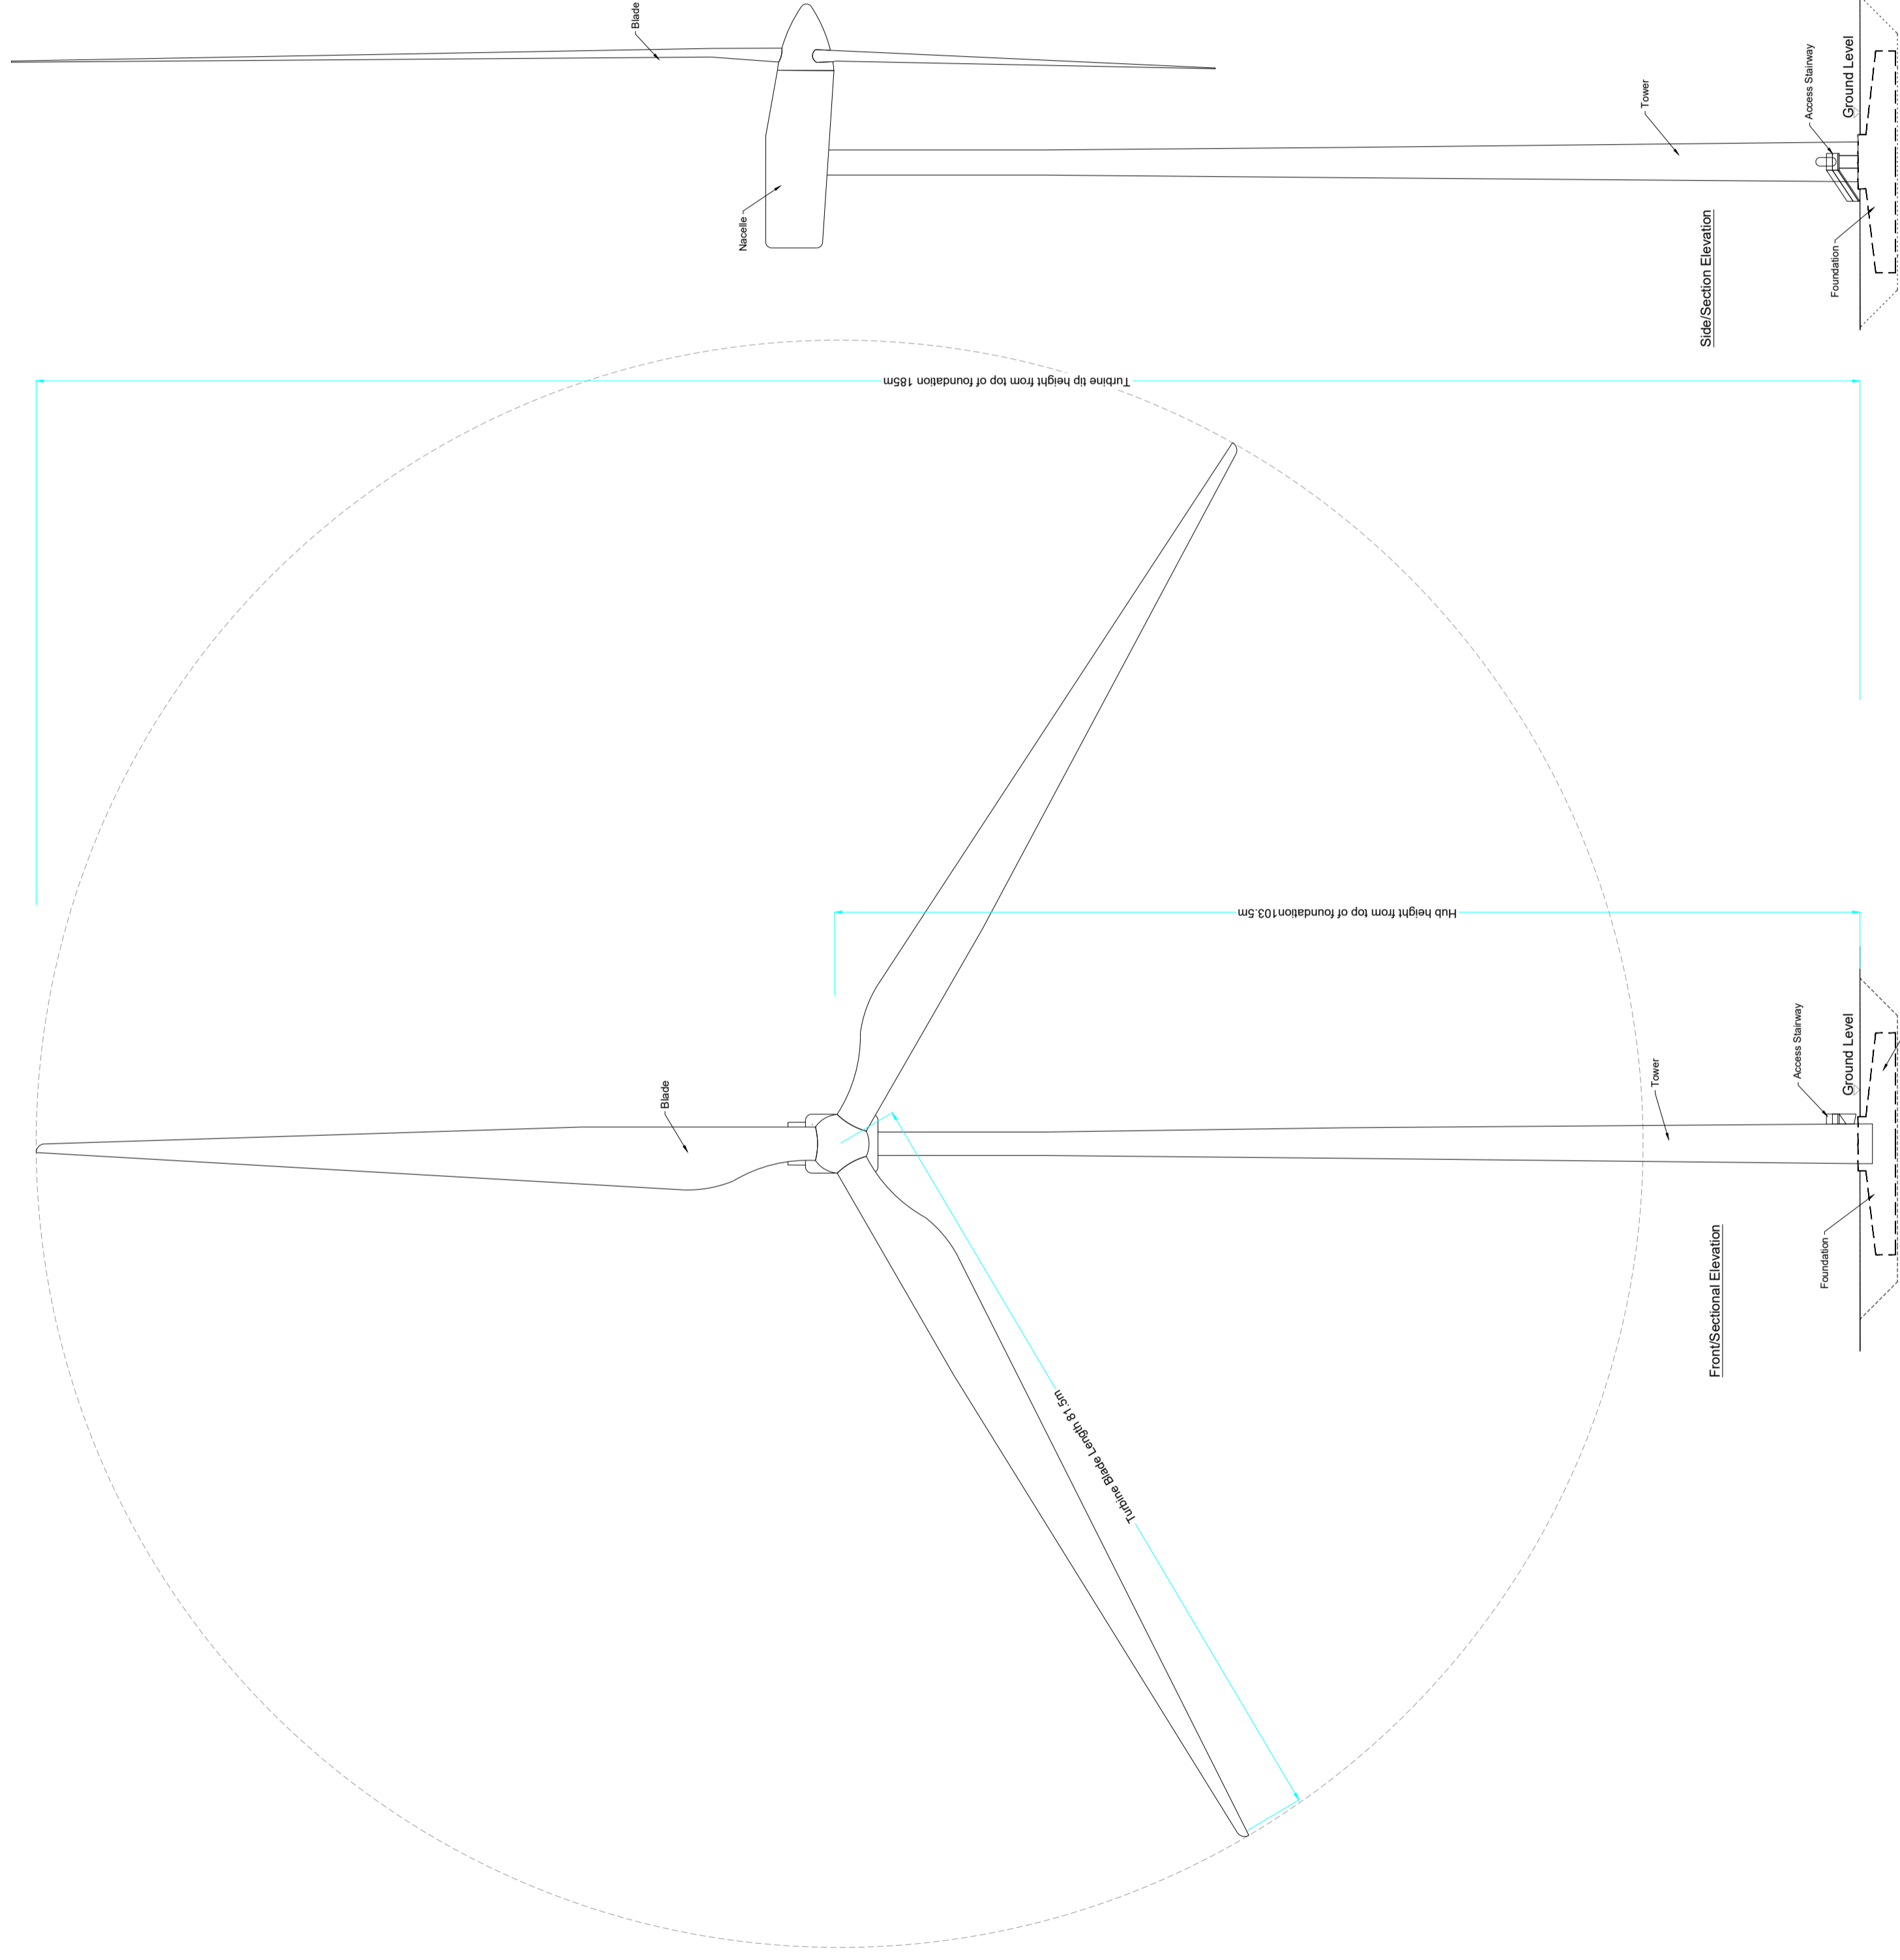 Blade
Nacelle
Tower
Access Stairway
Ground Level
Foundation
Side/Section Elevation
Turbine tip height from top of foundation 185m
Hub height from top of foundation103.5m
Blade
Turbine Blade Length 81.5m
Tower
Access Stairway
Ground Level
Foundation
Front/Sectional Elevation